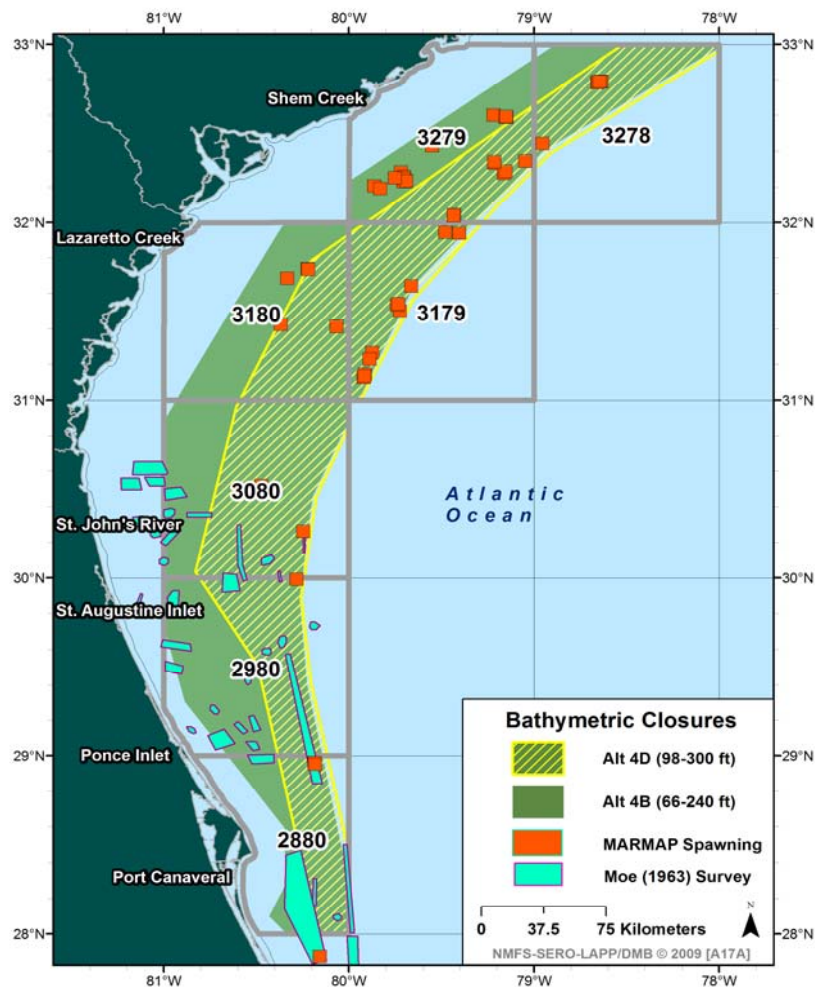 81°W
80°W
79°W
78°W
33°N
33°N
Shem Creek
3279
3278
32°N
32°N
Lazaretto Creek
3180
3179
31°N
31°N
3080
Atlantic
Ocean
St. John's River
30°N
30°N
St. Augustine Inlet
2980
Ponce Inlet
29°N
29°N
2880
Port Canaveral
28°N
28°N
Bathymetric Closures
Alt 4D (98-300 ft)
Alt 4B (66-240 ft)
MARMAP Spawning
Moe (1963) Survey
0 37.5 75 Kilometers
N
NMFS-SERO-LAPP/DMB © 2009 [A17A]
81°W
80°W
79°W
78°W